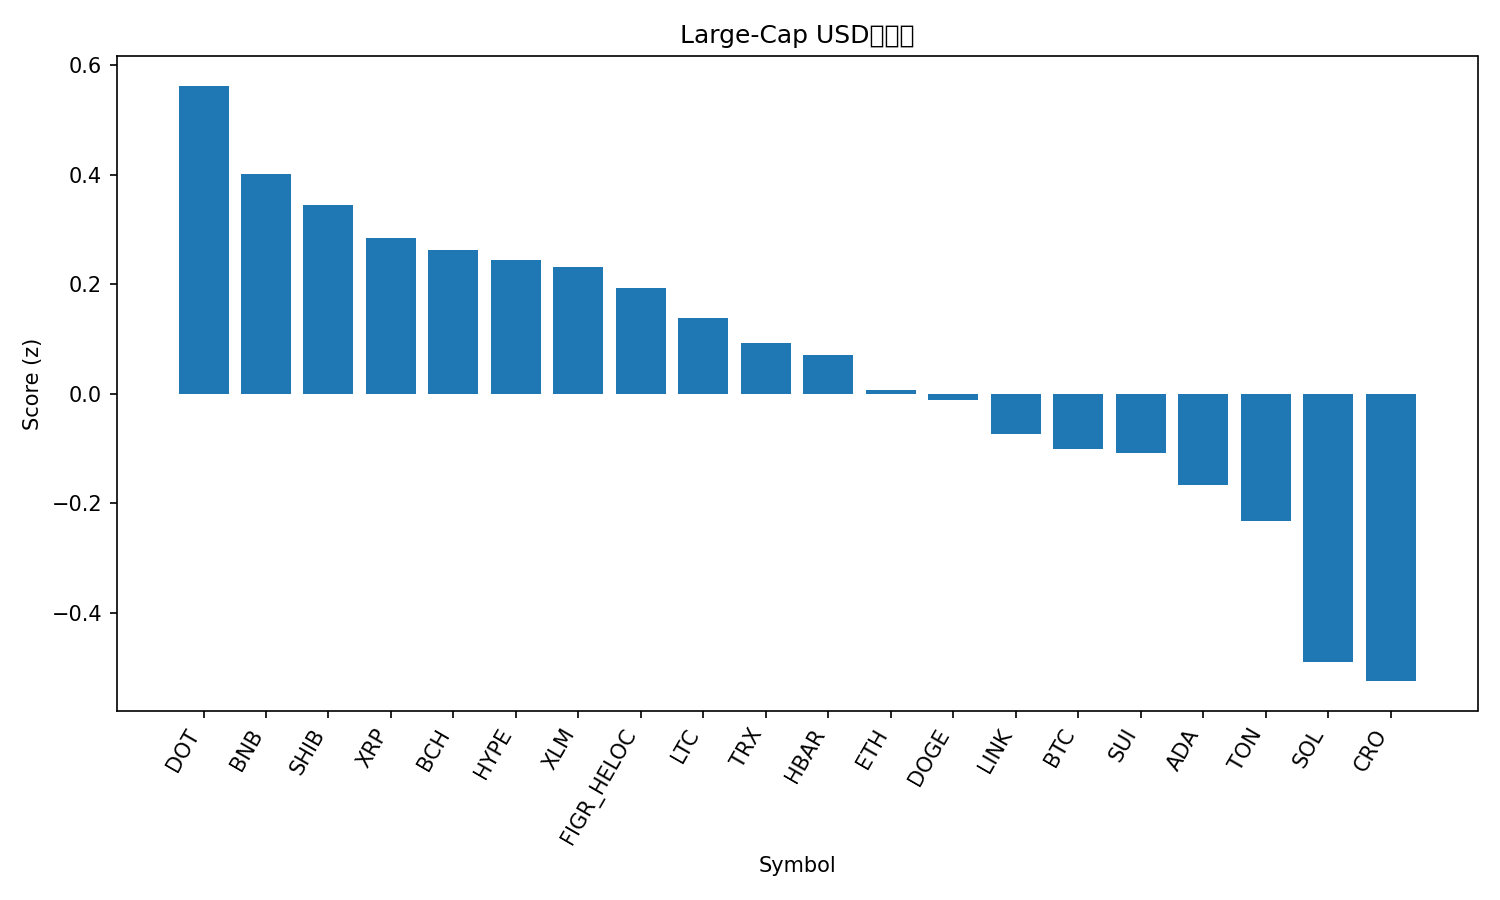 Large-Cap USD
0.6
0.4
0.2
0.0
−0.2
−0.4
Score (z)
DOT
BNB
SHIB
XRP
BCH
HYPE
XLM
FIGR_HELOC
LTC
TRX
HBAR
ETH
DOGE
LINK
BTC
SUI
ADA
TON
SOL
CRO
Symbol